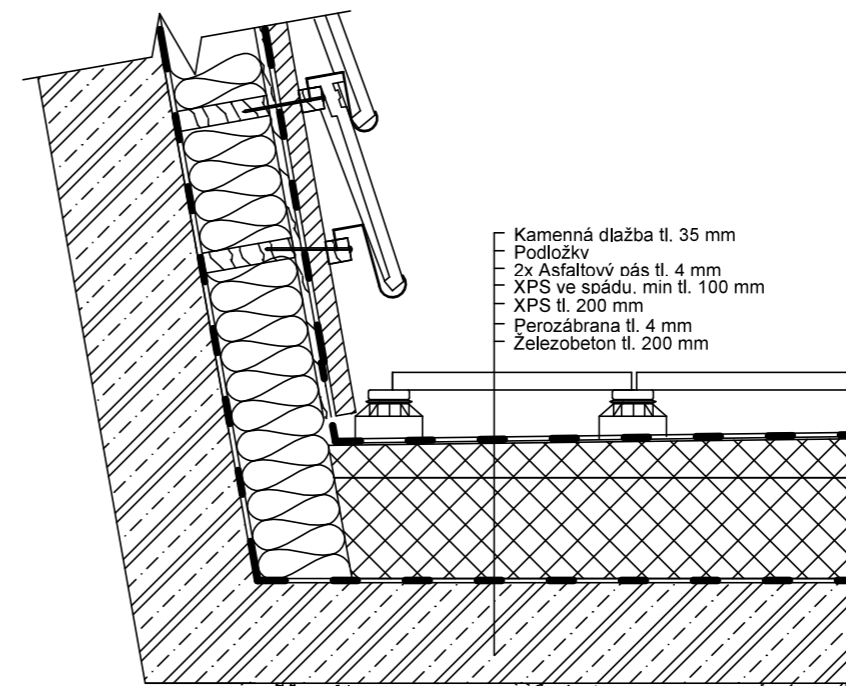 Kamenná dlažba tl. 35 mm
Podložky
2x Asfaltový pás tl. 4 mm
XPS ve spádu, min tl. 100 mm
XPS tl. 200 mm
Perozábrana tl. 4 mm
Železobeton tl. 200 mm